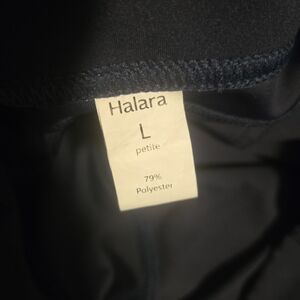 Halara
L
petite
79%
Polyester